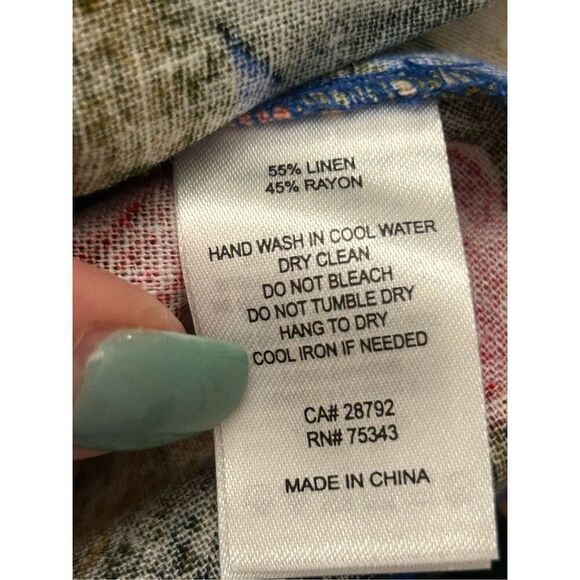 55% LINEN
45% RAYON
HAND WASH IN COOL WATER
DRY CLEAN
DO NOT BLEACH
DO NOT TUMBLE DRY
HANG TO DRY
COOL IRON IF NEEDED
CA# 28792
RN# 75343
MADE IN CHINA